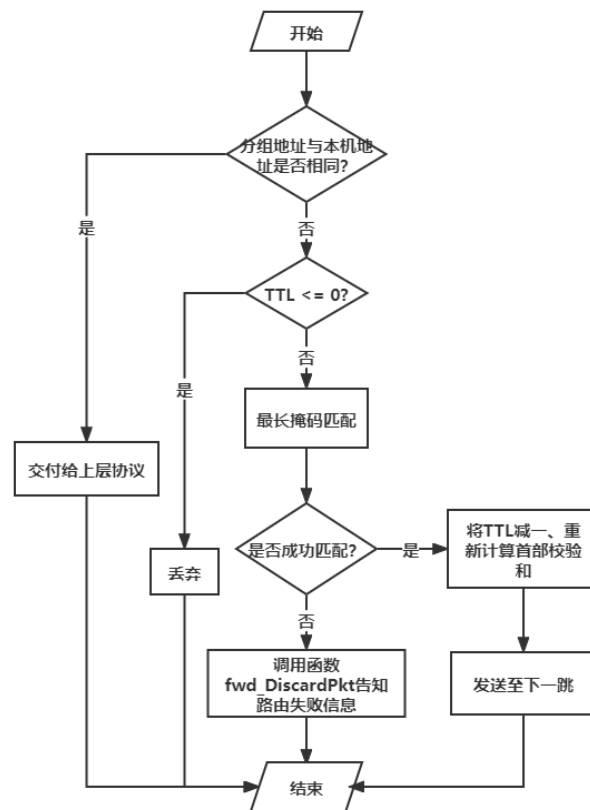 开始
分组地址与本机地
址是否相同?
是
否
TTL <= 0?
是
否
最长掩码匹配
交付给上层协议
丢弃
是否成功匹配?
是
将TTL减一、重
新计算首部校验
和
否
调用函数
fwd_DiscardPkt告知
路由失败信息
发送至下一跳
结束